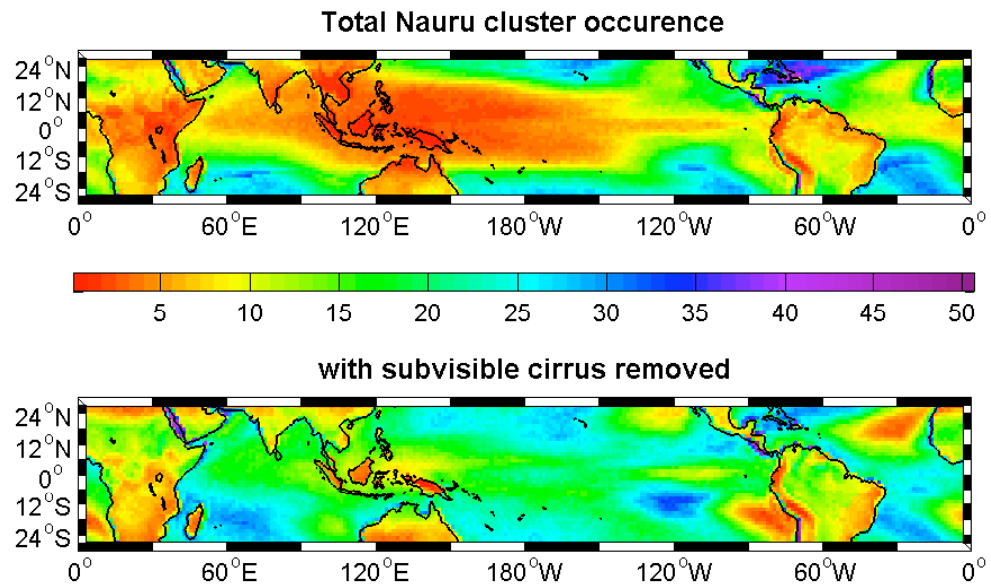 Total Nauru cluster occurence
24°N
12°N
0°
12°S
24°S
0° 60°E 120°E 180°W 120°W 60°W 0°
5 10 15 20 25 30 35 40 45 50
with subvisible cirrus removed
24°N
12°N
0°
12°S
24°S
0° 60°E 120°E 180°W 120°W 60°W 0°